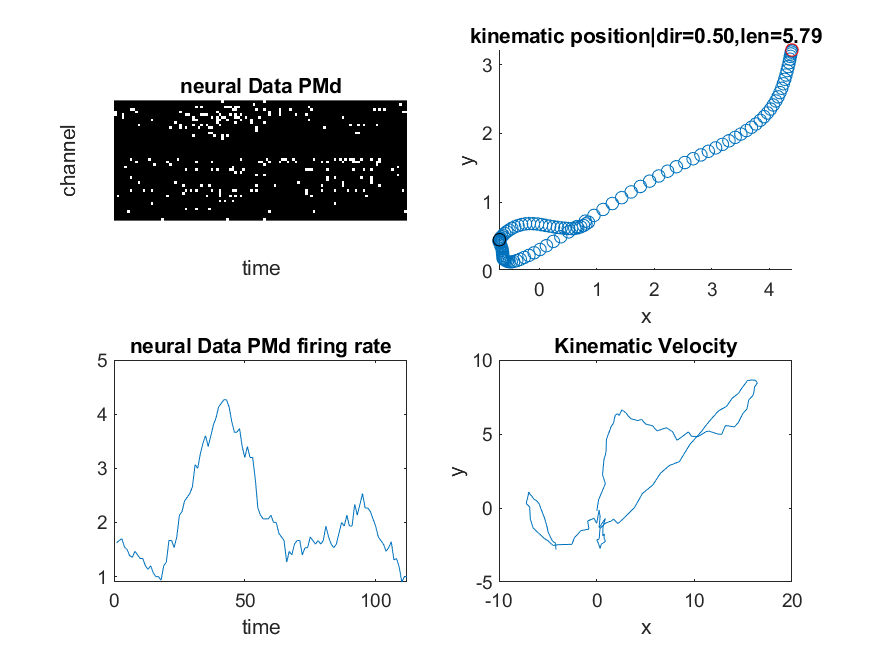 neural Data PMd
channel
time
kinematic position|dir=0.50,len=5.79
3
2
1
0
y
0 1 2 3 4
x
neural Data PMd firing rate
5
4
3
2
1
0 50 100
time
Kinematic Velocity
10
5
0
-5
y
-10 0 10 20
x